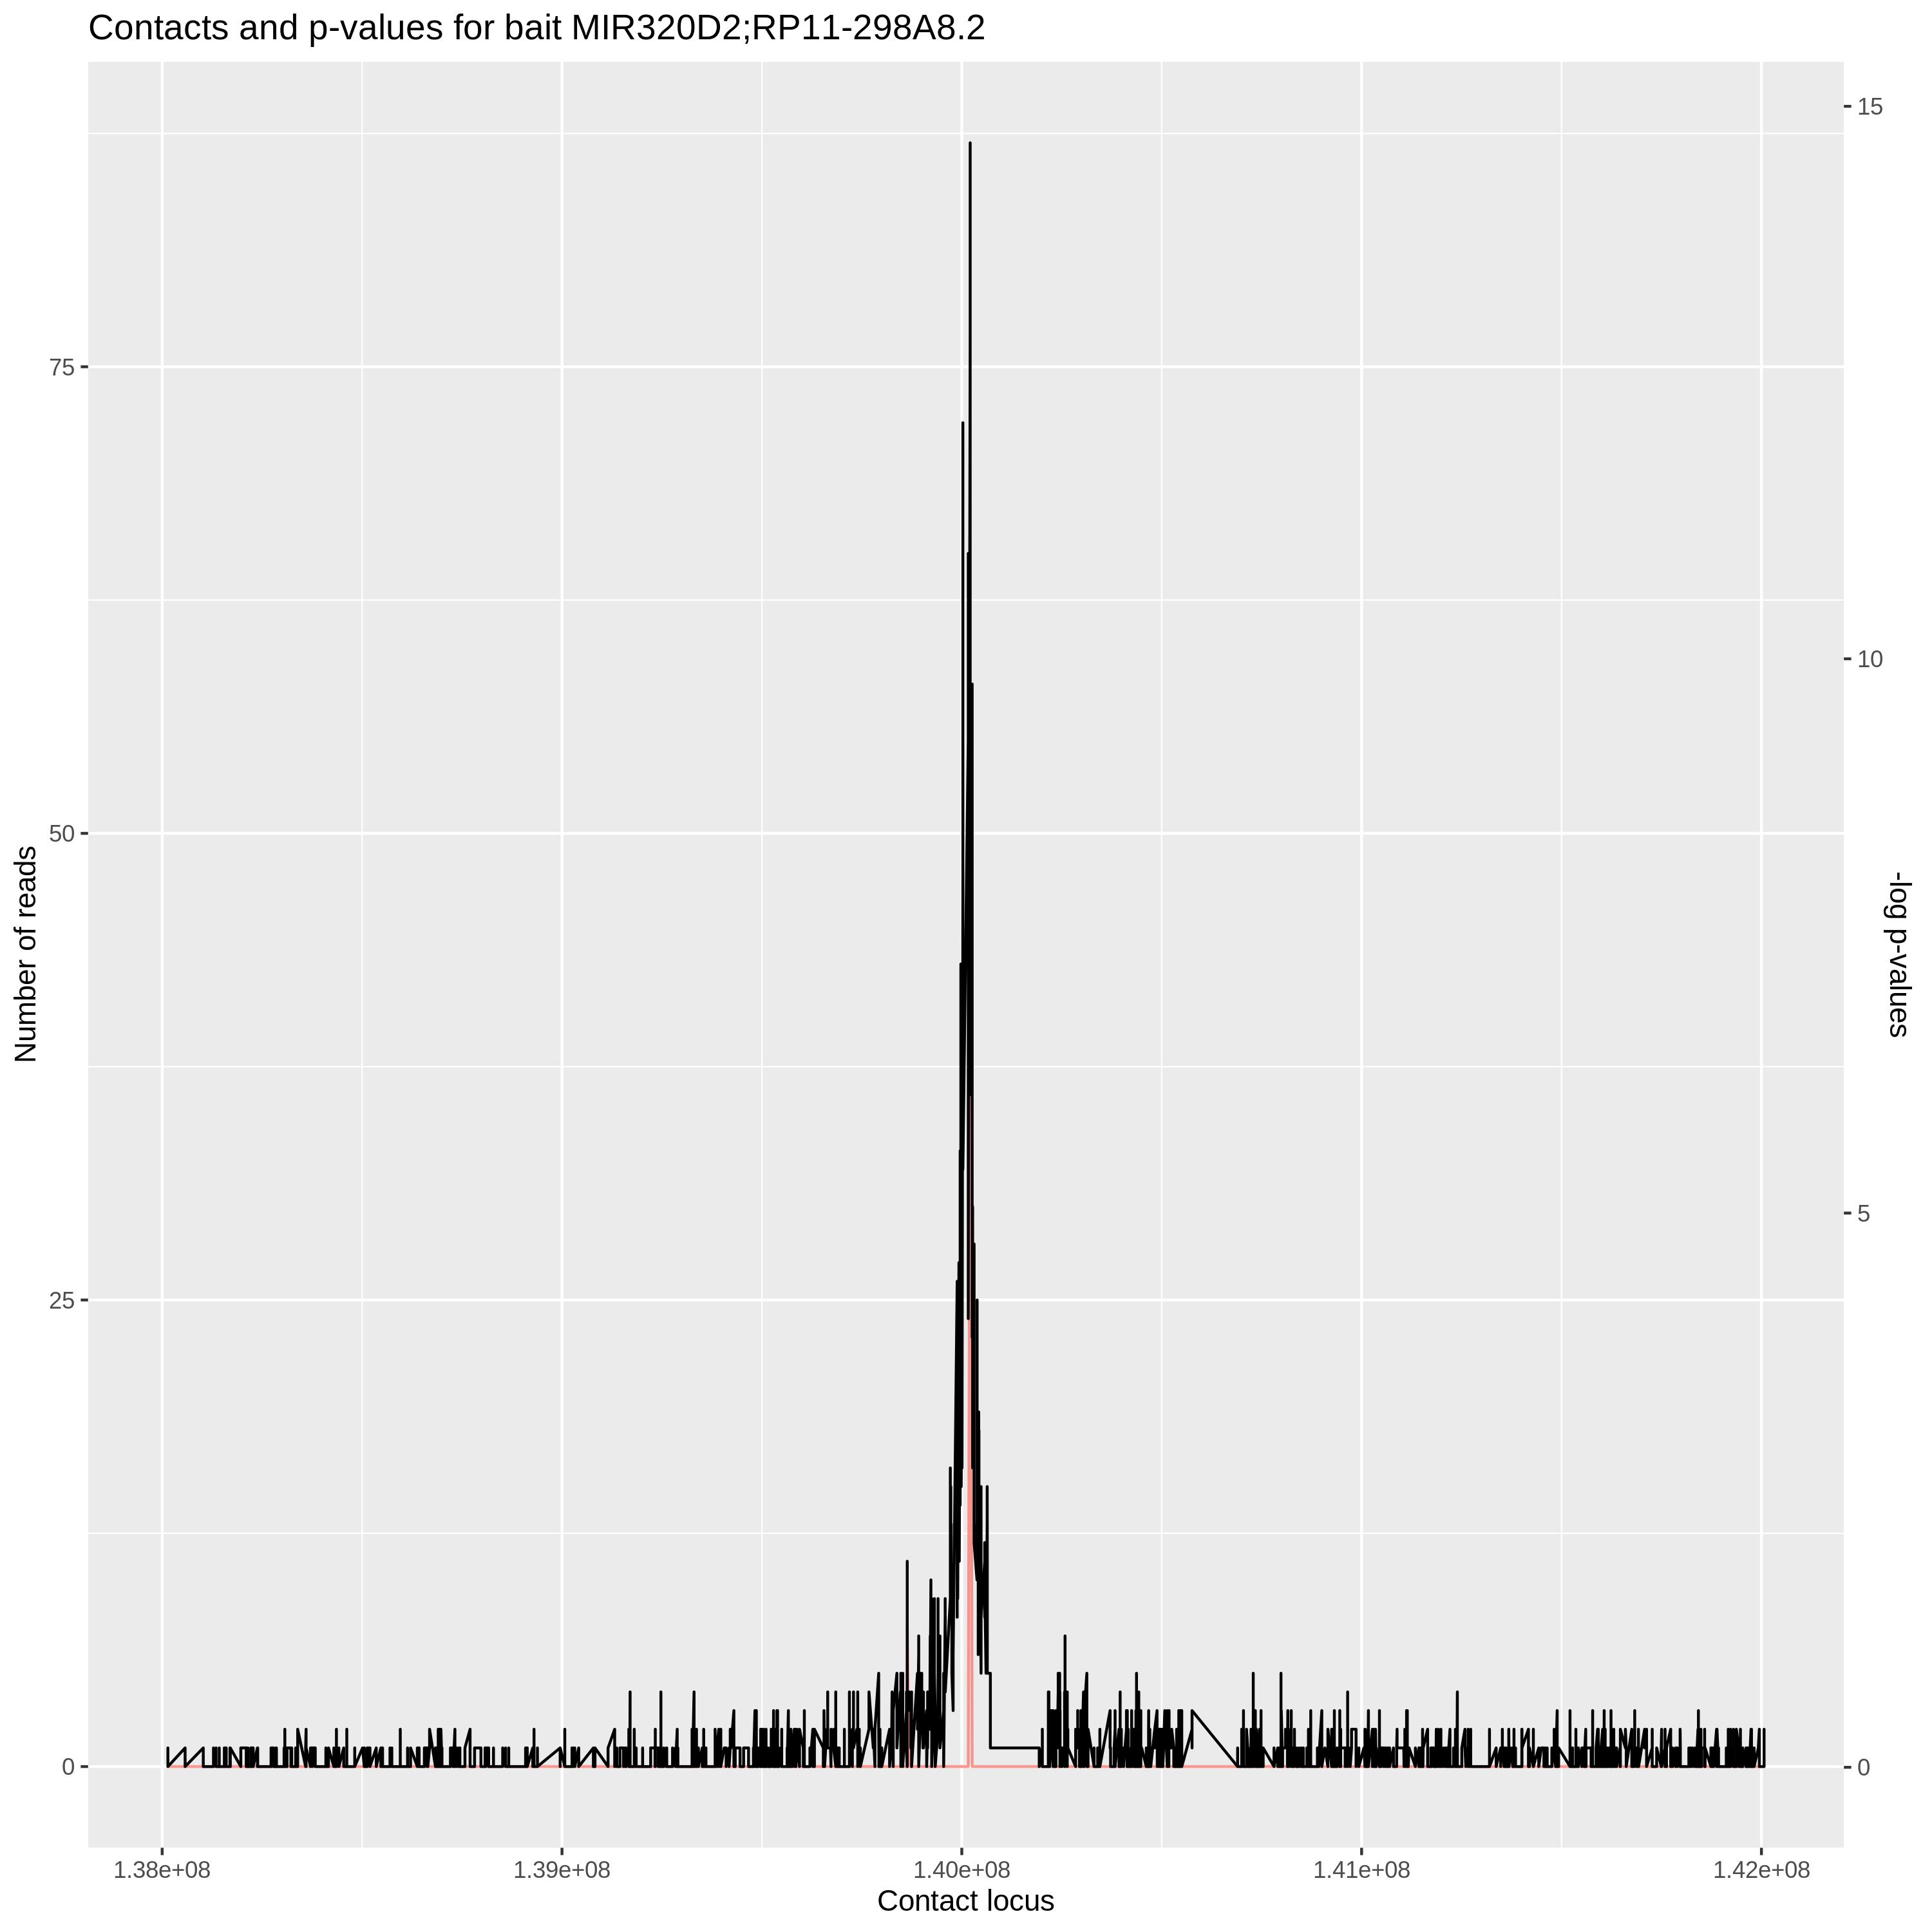 Contacts and p-values for bait MIR320D2;RP11-298A8.2
Number of reads
75
50
25
0
15
10
5
0
-log p-values
1.38e+08
1.39e+08
1.40e+08
1.41e+08
1.42e+08
Contact locus